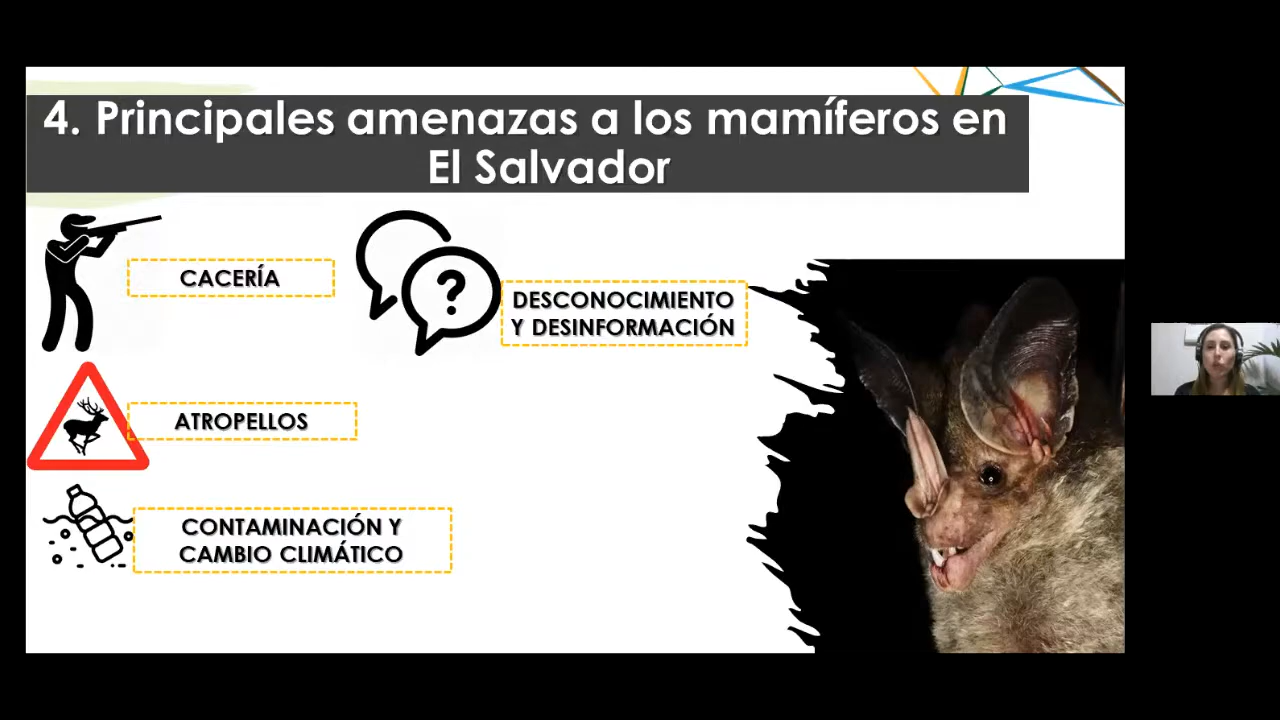 4. Principales amenazas a los mamíferos en
El Salvador
CACERÍA
?
DESCONOCIMIENTO
Y DESINFORMACIÓN
ATROPELLOS
CONTAMINACIÓN Y
CAMBIO CLIMÁTICO